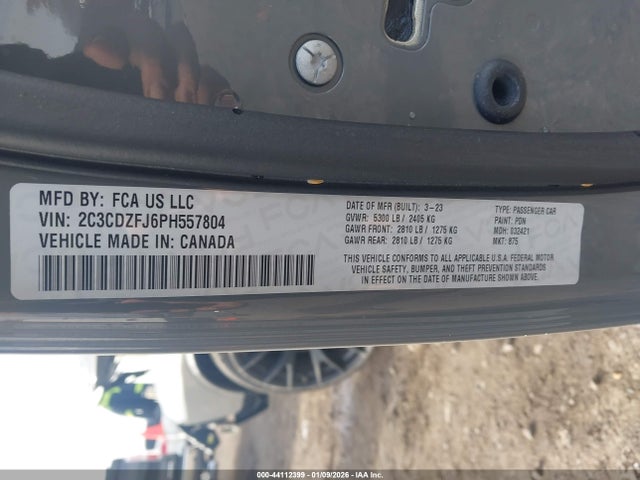 MFD BY: FCA US LLC
VIN: 2C3CDZFJ6PH557804
VEHICLE MADE IN: CANADA
DATE OF MFR (BUILT): 3-23
GVWR: 5300 LB / 2405 KG
GAWR FRONT: 2810 LB / 1275 KG
GAWR REAR: 2810 LB / 1275 KG
TYPE: PASSENGER CAR
PAINT: PDN
MDH: 032421
MKT: B75
THIS VEHICLE CONFORMS TO ALL APPLICABLE U.S.A. FEDERAL MOTOR
VEHICLE SAFETY, BUMPER, AND THEFT PREVENTION STANDARDS
IN EFFECT ON THE DATE OF MANUFACTURE SHOWN ABOVE.
000-44112399 - 01/09/2026 - IAA Inc.